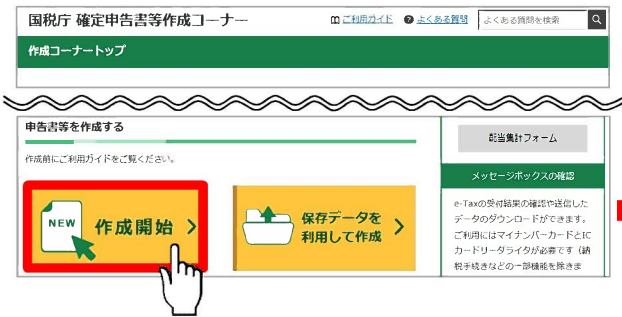 国税庁 確定申告書等作成コーナー
ご利用ガイド
よくある質問
よくある質問を検索
作成コーナートップ
申告書等を作成する
作成前にご利用ガイドをご覧ください。
NEW
作成開始
保存データを
利用して作成
配当集計フォーム
メッセージボックスの確認
e-Taxの受付結果の確認や送信した
データのダウンロードができます。
ご利用にはマイナンバーカードとIC
カードリーダライタが必要です（納
税手続きなどの一部機能を除きま